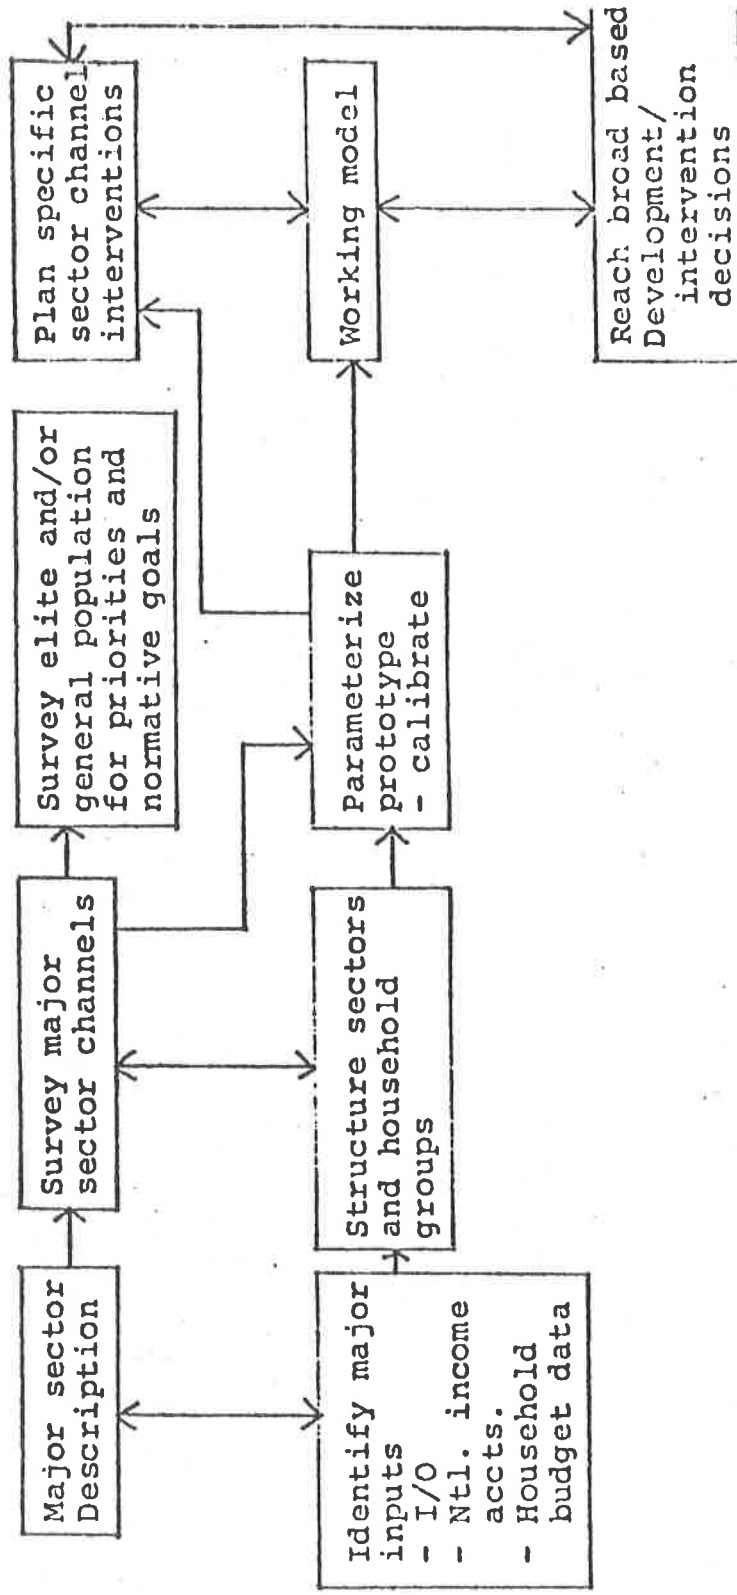 Major sector
Description
Survey major
sector channels
Survey elite and/or
general population
for priorities and
normative goals
Plan specific
sector channel
interventions
Identify major
inputs
- I/O
- Ntl. income
accts.
- Household
budget data
Structure sectors
and household
groups
Parameterize
prototype
- calibrate
Working model
Reach broad based
Development/
intervention
decisions